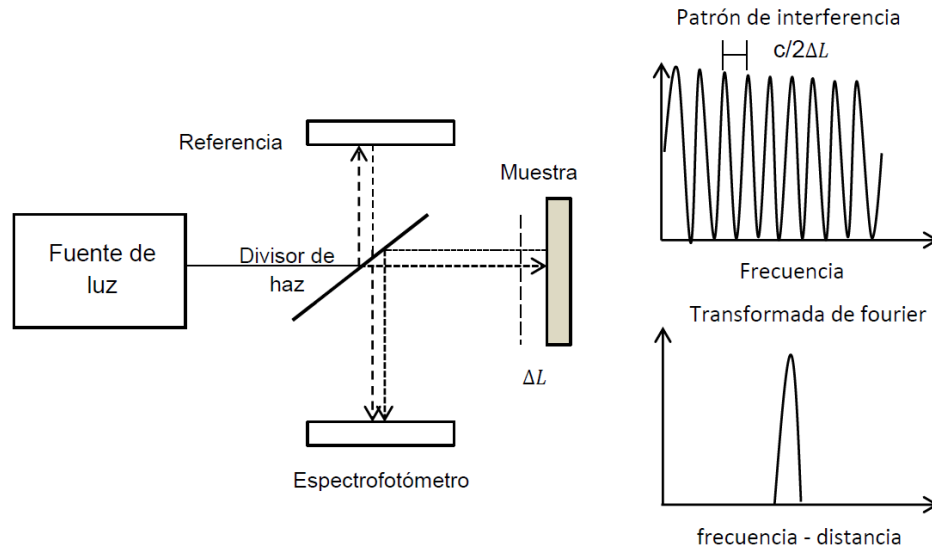 Patrón de interferencia
c/2ΔL
Referencia
Muestra
Fuente de
luz
Divisor de
haz
Frecuencia
Transformada de fourier
ΔL
Espectrofotómetro
frecuencia - distancia